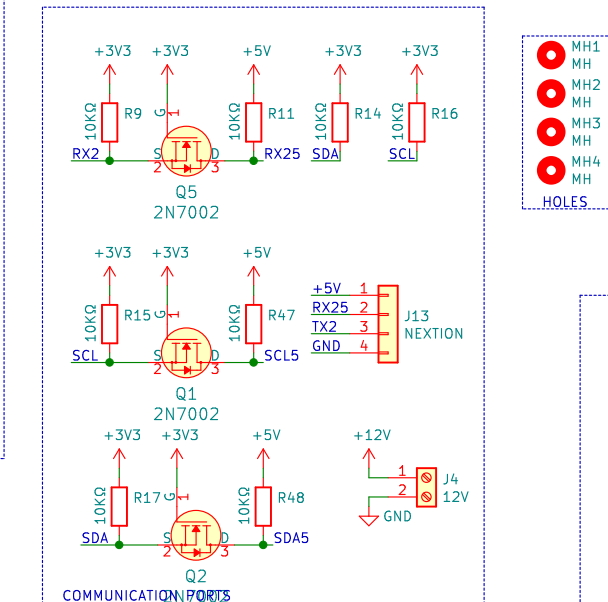 +3V3 +3V3 +5V +3V3 +3V3
10KΩ R9 G 1 10KΩ R11 10KΩ R14 10KΩ R16
RX2 S D RX25 SDA SCL
2 3
Q5
2N7002
MH1
MH
MH2
MH
MH3
MH
MH4
MH
HOLES
+3V3 +3V3 +5V
10KΩ R15 G 1 10KΩ R47
SCL S D SCL5
2 3
Q1
2N7002
+5V 1
RX25 2
TX2 3
GND 4
J13
NEXTION
+3V3 +3V3 +5V
10KΩ R17 G 1 10KΩ R48
SDA S D SDA5
2 3
Q2
2N7002
+12V
1
2
J4
12V
GND
COMMUNICATION PORTS